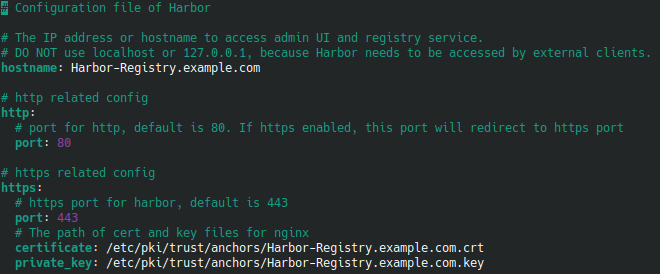 # Configuration file of Harbor
# The IP address or hostname to access admin UI and registry service.
# DO NOT use localhost or 127.0.0.1, because Harbor needs to be accessed by external clients.
hostname: Harbor-Registry.example.com
# http related config
http:
# port for http, default is 80. If https enabled, this port will redirect to https port
port: 80
# https related config
https:
# https port for harbor, default is 443
port: 443
# The path of cert and key files for nginx
certificate: /etc/pki/trust/anchors/Harbor-Registry.example.com.crt
private_key: /etc/pki/trust/anchors/Harbor-Registry.example.com.key